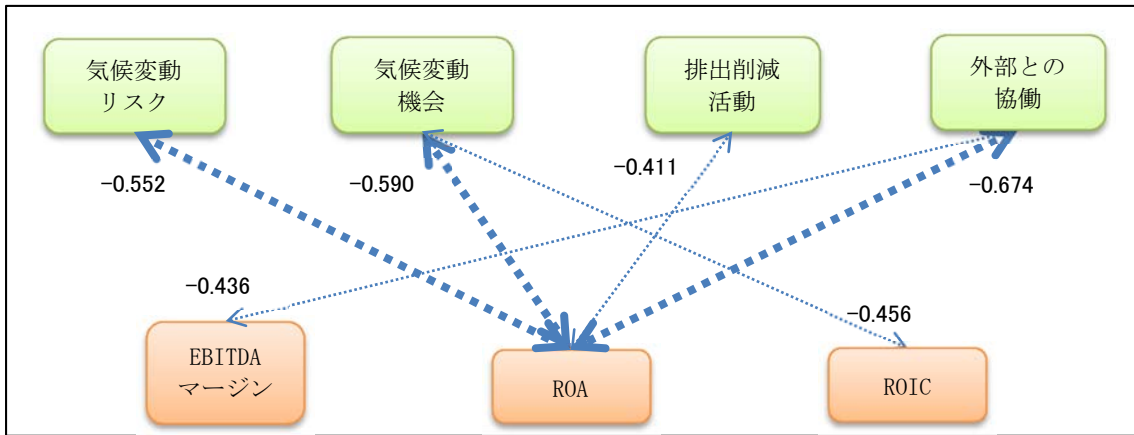 気候変動
リスク
気候変動
機会
排出削減
活動
外部との
協働
-0.552
-0.590
-0.411
-0.674
-0.436
-0.456
EBITDA
マージン
ROA
ROIC